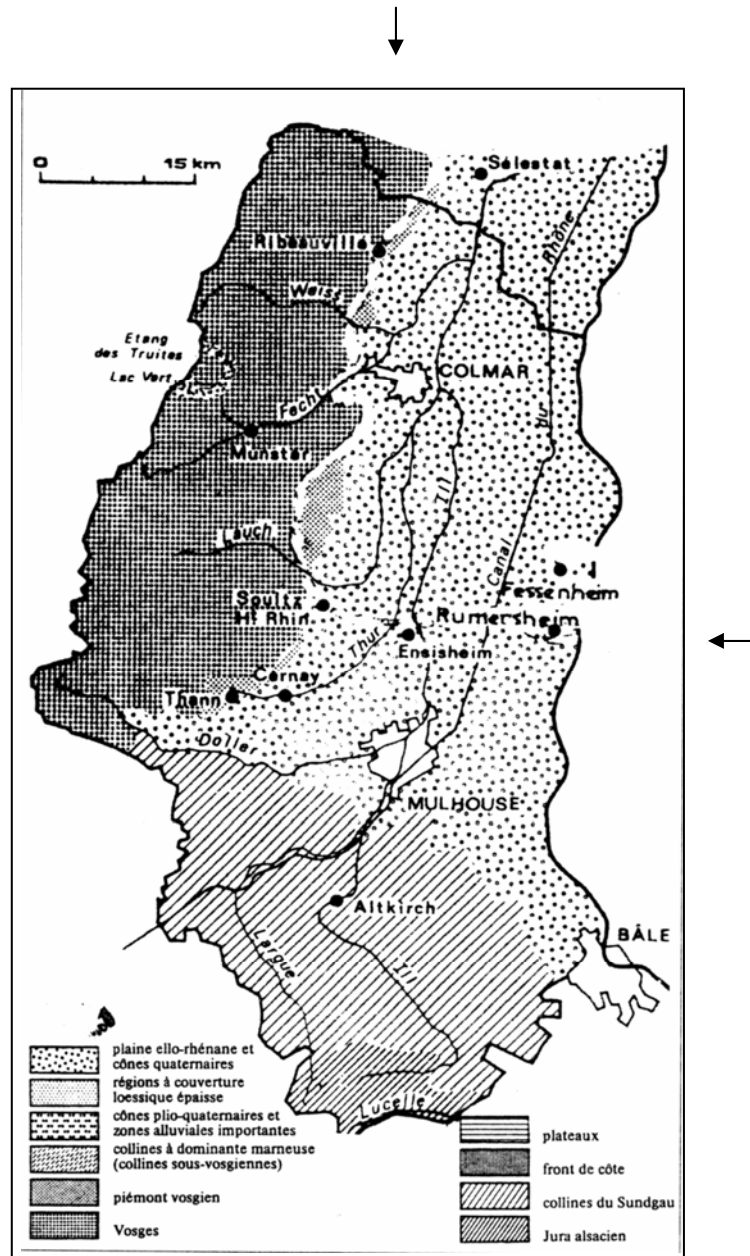 0 15 km
Sélestat
Rhône
Ribeauvillé
Weiss
Etang
des Truites
Lac Vert
COLMAR
Fecht
au
Munster
Ill
Lauch
Canal
Fessenheim
Soultz
Ht Rhin
Rumersheim
Thur
Ensisheim
Cernay
Thann
Doller
MULHOUSE
Altkirch
BÂLE
Largue
Ill
Lucelle
plaine ello-rhénane et
cônes quaternaires
régions à couverture
loessique épaisse
cônes plio-quaternaires et
zones alluviales importantes
collines à dominante marneuse
(collines sous-vosgiennes)
piémont vosgien
Vosges
plateaux
front de côte
collines du Sundgau
Jura alsacien